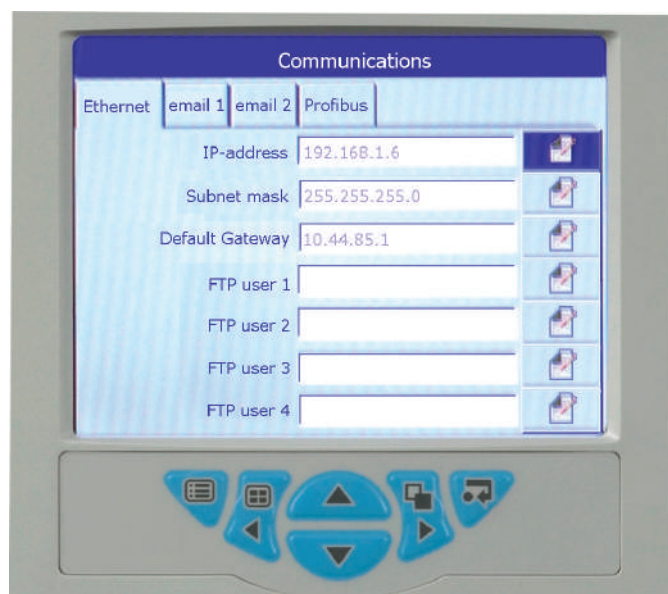 Communications
Ethernet email 1 email 2 Profibus
IP-address 192.168.1.6
Subnet mask 255.255.255.0
Default Gateway 10.44.85.1
FTP user 1
FTP user 2
FTP user 3
FTP user 4